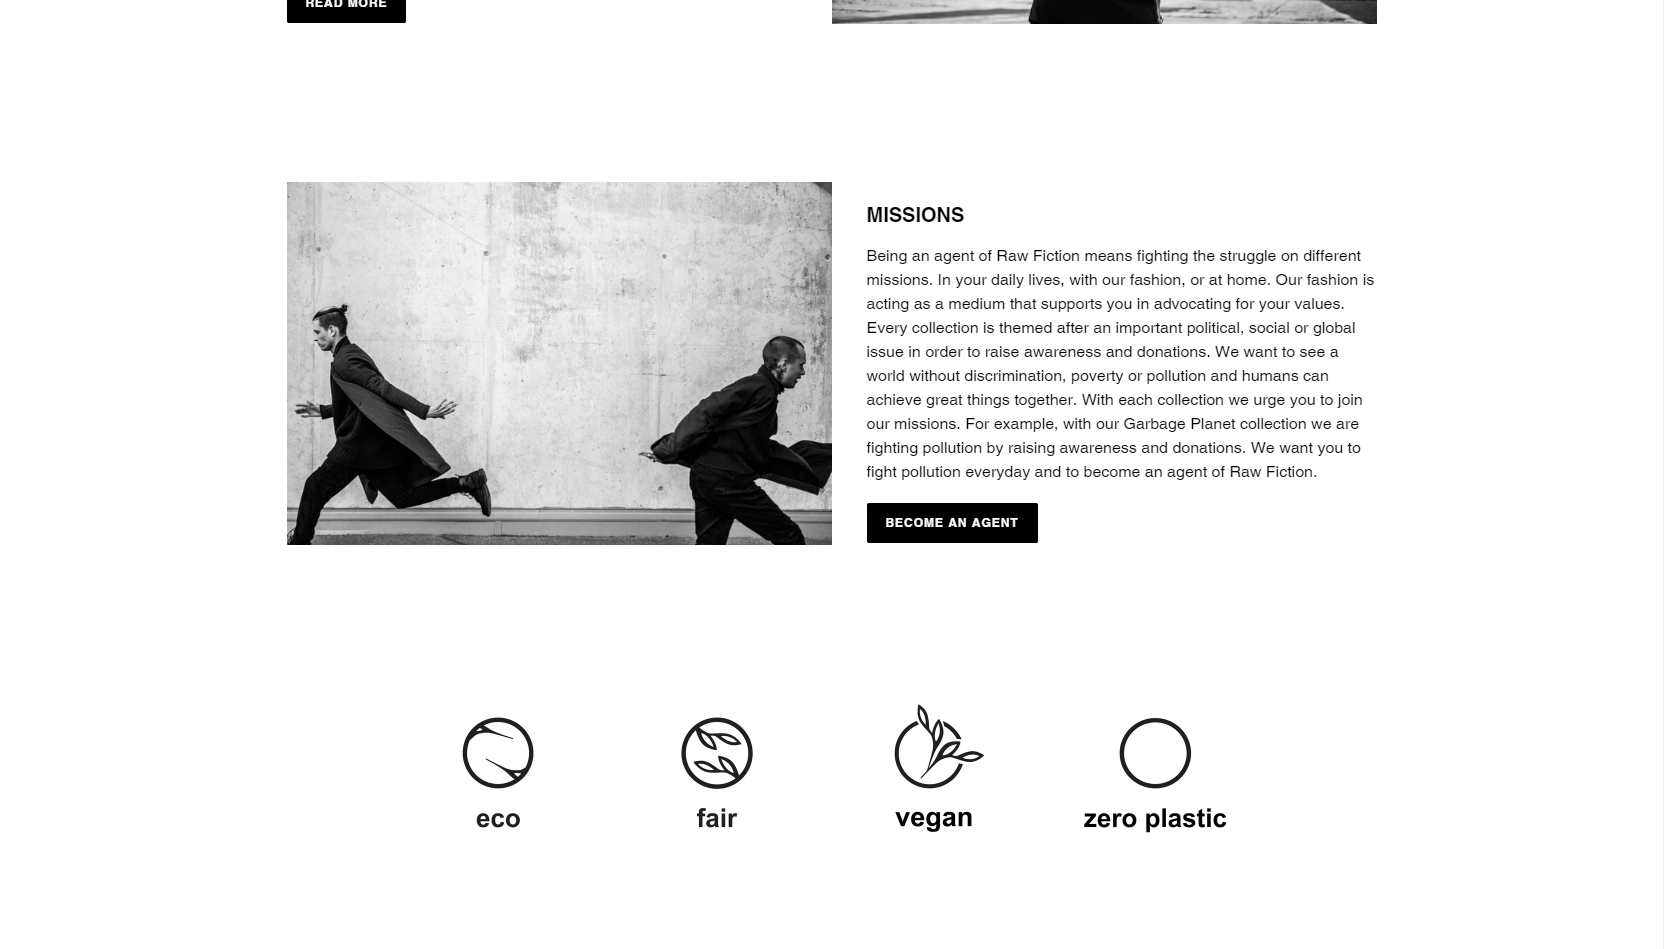 READ MORE
MISSIONS
Being an agent of Raw Fiction means fighting the struggle on different
missions. In your daily lives, with our fashion, or at home. Our fashion is
acting as a medium that supports you in advocating for your values.
Every collection is themed after an important political, social or global
issue in order to raise awareness and donations. We want to see a
world without discrimination, poverty or pollution and humans can
achieve great things together. With each collection we urge you to join
our missions. For example, with our Garbage Planet collection we are
fighting pollution by raising awareness and donations. We want you to
fight pollution everyday and to become an agent of Raw Fiction.
BECOME AN AGENT
eco
fair
vegan
zero plastic